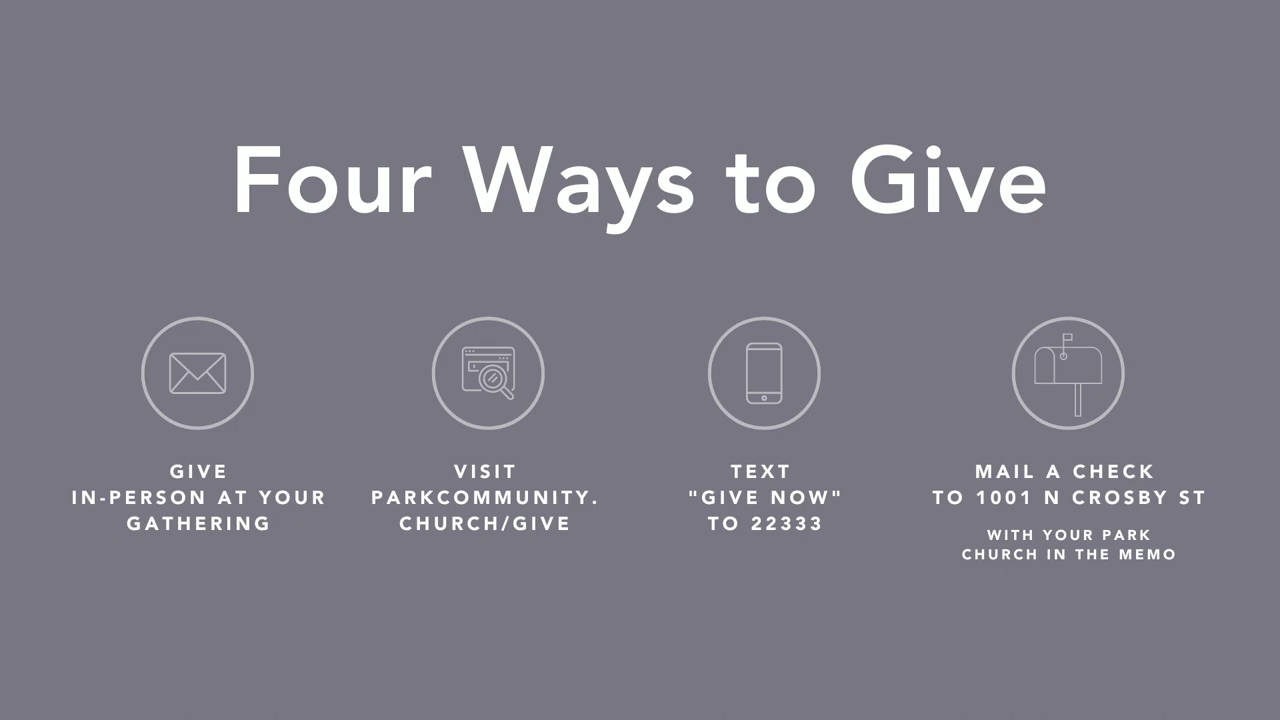 Four Ways to Give
GIVE
IN-PERSON AT YOUR
GATHERING
VISIT
PARKCOMMUNITY.
CHURCH/GIVE
TEXT
"GIVE NOW"
TO 22333
MAIL A CHECK
TO 1001 N CROSBY ST
WITH YOUR PARK
CHURCH IN THE MEMO